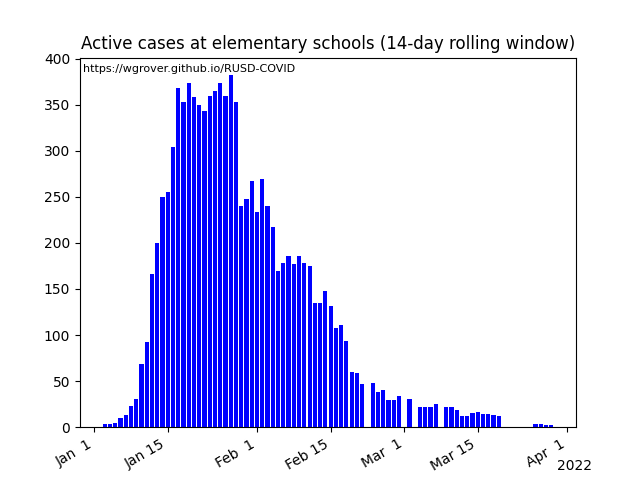 Active cases at elementary schools (14-day rolling window)
https://wgrover.github.io/RUSD-COVID
400
350
300
250
200
150
100
50
0
Jan 1
Jan 15
Feb 1
Feb 15
Mar 1
Mar 15
Apr 1
2022